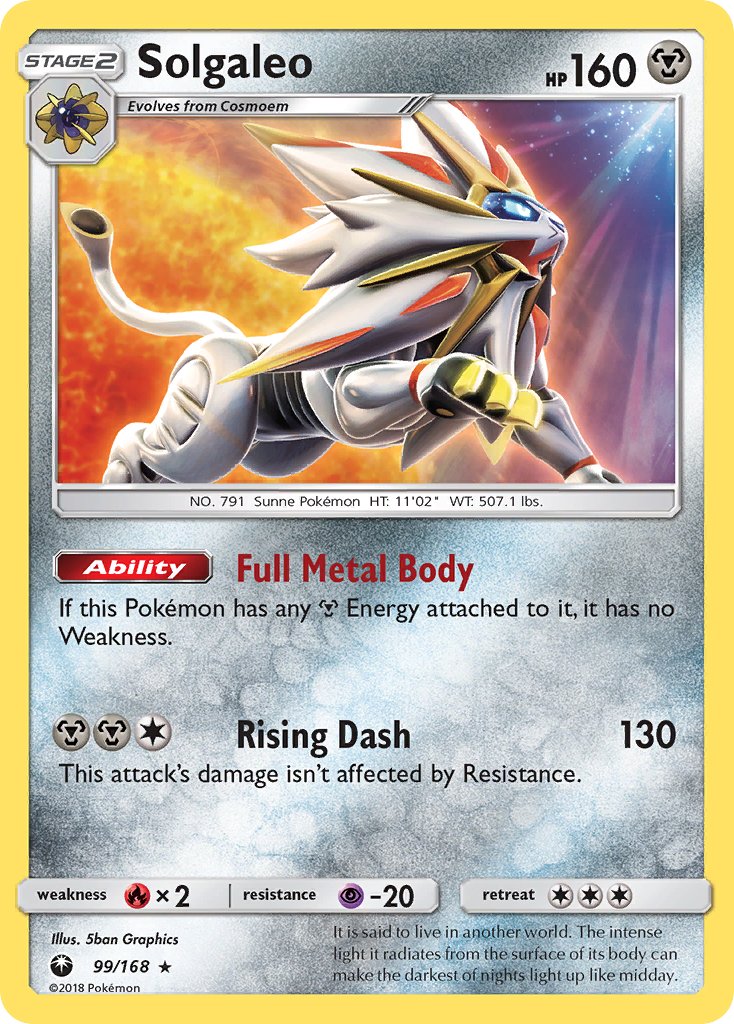 STAGE2
Solgaleo
HP 160
Evolves from Cosmoem
NO. 791 Sunne Pokémon HT: 11'02" WT: 507.1 lbs.
Ability Full Metal Body
If this Pokémon has any Energy attached to it, it has no
Weakness.
Rising Dash 130
This attack's damage isn't affected by Resistance.
weakness ×2 resistance -20 retreat
Illus. 5ban Graphics
99/168
©2018 Pokémon
It is said to live in another world. The intense
light it radiates from the surface of its body can
make the darkest of nights light up like midday.